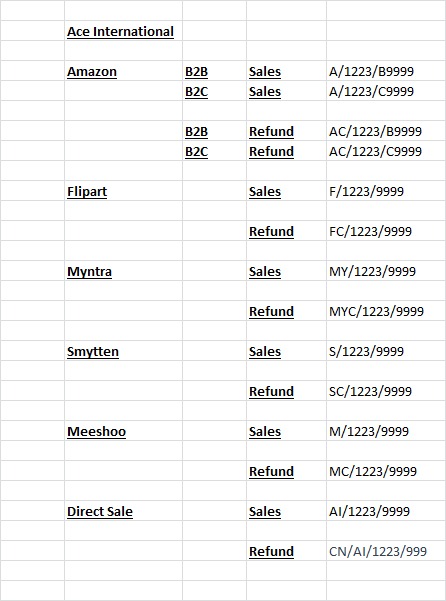 Ace International
Amazon B2B Sales A/1223/B9999
B2C Sales A/1223/C9999
B2B Refund AC/1223/B9999
B2C Refund AC/1223/C9999
Flipart Sales F/1223/9999
Refund FC/1223/9999
Myntra Sales MY/1223/9999
Refund MYC/1223/9999
Smytten Sales S/1223/9999
Refund SC/1223/9999
Meeshoo Sales M/1223/9999
Refund MC/1223/9999
Direct Sale Sales AI/1223/9999
Refund CN/AI/1223/999